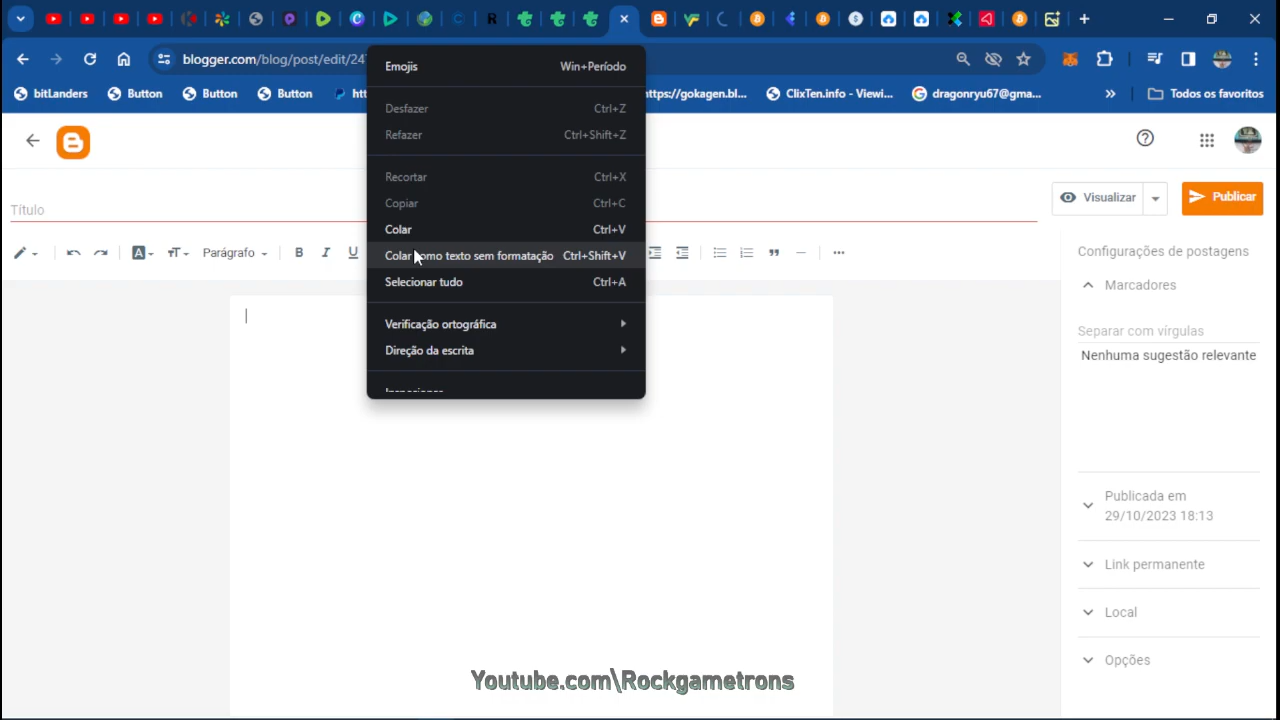 blogger.com/blog/post/edit/247
bitLanders
Button
Button
Button
https://gokagen.bl...
ClixTen.info - Viewi...
dragonryu67@gma...
Todos os favoritos
Emojis Win+Período
Desfazer Ctrl+Z
Refazer Ctrl+Shift+Z
Recortar Ctrl+X
Copiar Ctrl+C
Colar Ctrl+V
Colar como texto sem formatação Ctrl+Shift+V
Selecionar tudo Ctrl+A
Verificação ortográfica
Direção da escrita
Título
Visualizar
Publicar
Parágrafo
B I U
Configurações de postagens
Marcadores
Separar com vírgulas
Nenhuma sugestão relevante
Publicada em
29/10/2023 18:13
Link permanente
Local
Opções
Youtube.com\Rockgametrons